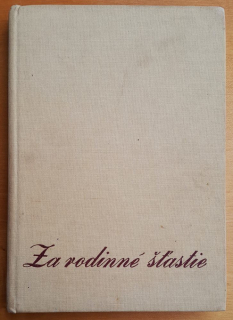 Za rodinné šťastie